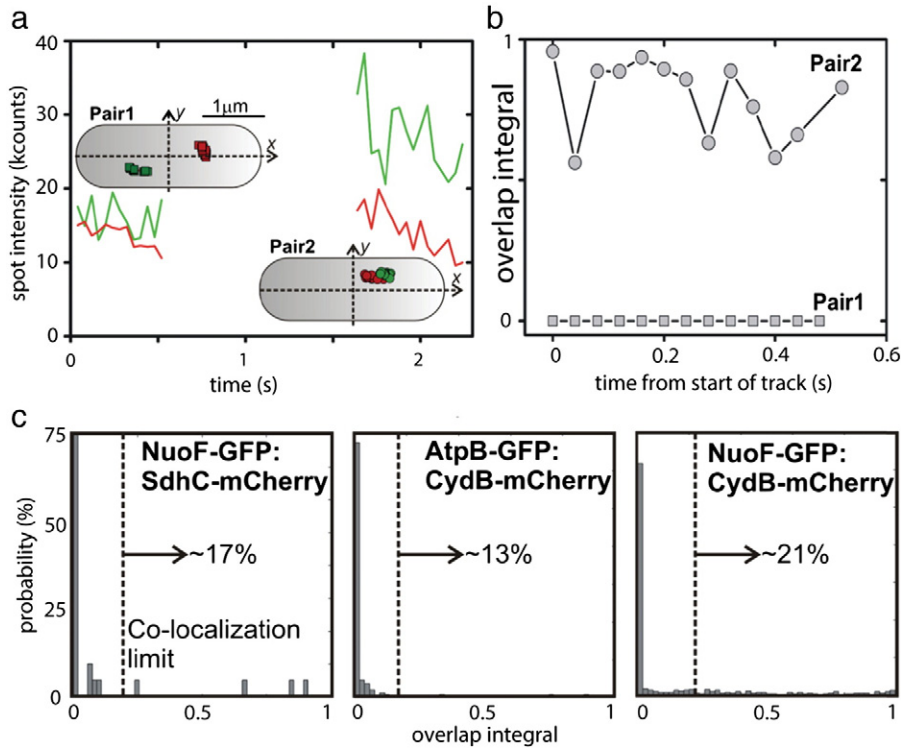 a
40
30
20
10
0
spot intensity (kcounts)
Pair1
y
1μm
x
Pair2
y
x
0
1
2
time (s)
b
1
0
overlap integral
Pair2
Pair1
0
0.2
0.4
0.6
time from start of track (s)
c
75
50
25
0
probability (%)
NuoF-GFP:
SdhC-mCherry
~17%
Co-localization
limit
0
0.5
1
AtpB-GFP:
CydB-mCherry
~13%
0
0.5
1
NuoF-GFP:
CydB-mCherry
~21%
0
0.5
1
overlap integral